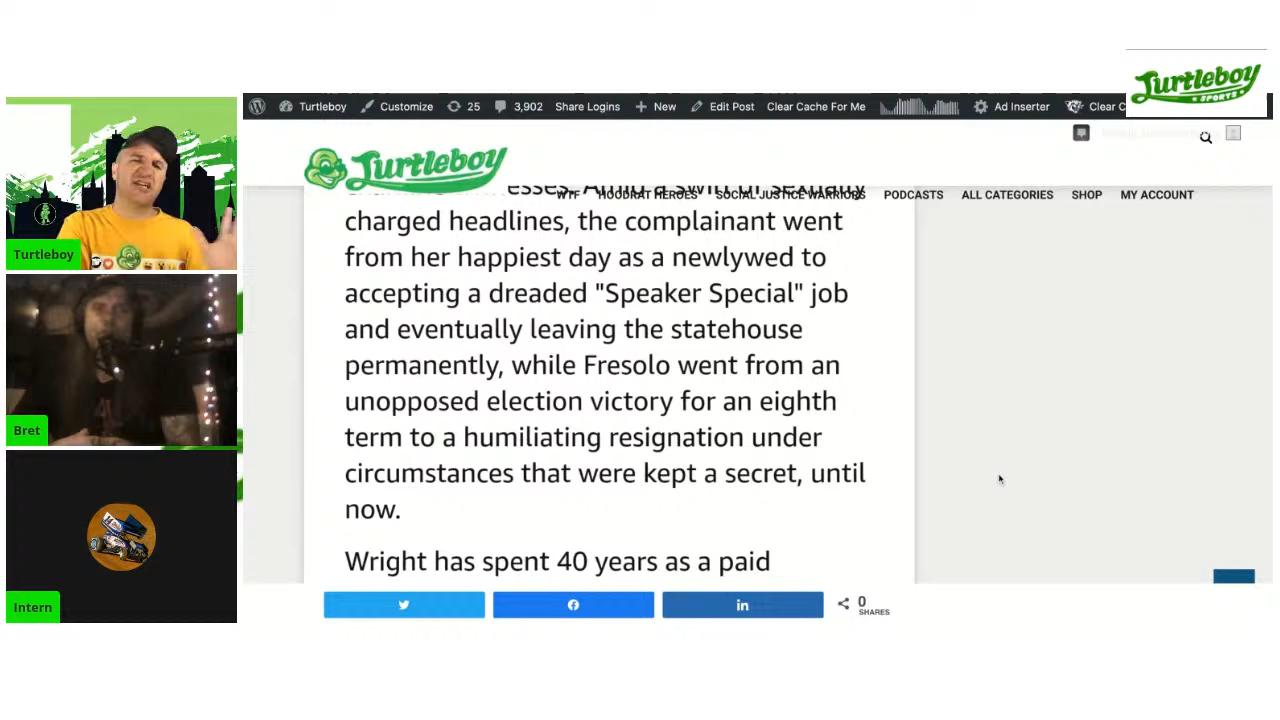 Turtleboy
SPORTS
Turtleboy Customize 25 3,902 Share Logins New Edit Post Clear Cache For Me Ad Inserter Clear C
Turtleboy
WTF HOODRAT HEROES SOCIAL JUSTICE WARRIORS PODCASTS ALL CATEGORIES SHOP MY ACCOUNT
charged headlines, the complainant went
from her happiest day as a newlywed to
accepting a dreaded "Speaker Special" job
and eventually leaving the statehouse
permanently, while Fresolo went from an
unopposed election victory for an eighth
term to a humiliating resignation under
circumstances that were kept a secret, until
now.
Wright has spent 40 years as a paid
0
SHARES
Turtleboy
Bret
Intern